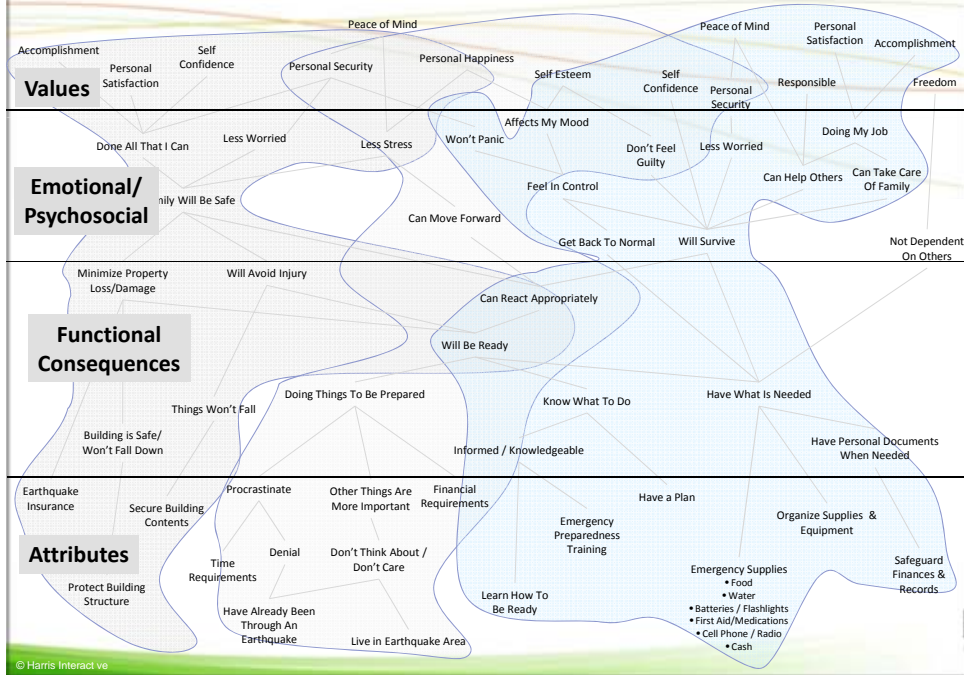 Peace of Mind
Accomplishment
Personal
Satisfaction
Self
Confidence
Personal Security
Personal Happiness
Self Esteem
Self
Confidence
Peace of Mind
Personal
Security
Personal
Satisfaction
Responsible
Accomplishment
Freedom
Values
Done All That I Can
Less Worried
Less Stress
Won't Panic
Affects My Mood
Don't Feel
Guilty
Less Worried
Doing My Job
Can Help Others
Can Take Care
Of Family
Feel In Control
Emotional/
Psychosocial
Will Be Safe
Can Move Forward
Get Back To Normal
Will Survive
Not Dependent
On Others
Minimize Property
Loss/Damage
Will Avoid Injury
Can React Appropriately
Will Be Ready
Functional
Consequences
Things Won't Fall
Doing Things To Be Prepared
Know What To Do
Have What Is Needed
Building is Safe/
Won't Fall Down
Informed / Knowledgeable
Have Personal Documents
When Needed
Earthquake
Insurance
Secure Building
Contents
Procrastinate
Other Things Are
More Important
Financial
Requirements
Have a Plan
Emergency
Preparedness
Training
Organize Supplies &
Equipment
Attributes
Time
Requirements
Denial
Don't Think About /
Don't Care
Safeguard
Finances &
Records
Protect Building
Structure
Have Already Been
Through An
Earthquake
Live in Earthquake Area
Learn How To
Be Ready
Emergency Supplies
• Food
• Water
• Batteries / Flashlights
• First Aid/Medications
• Cell Phone / Radio
• Cash
© Harris Interact ve